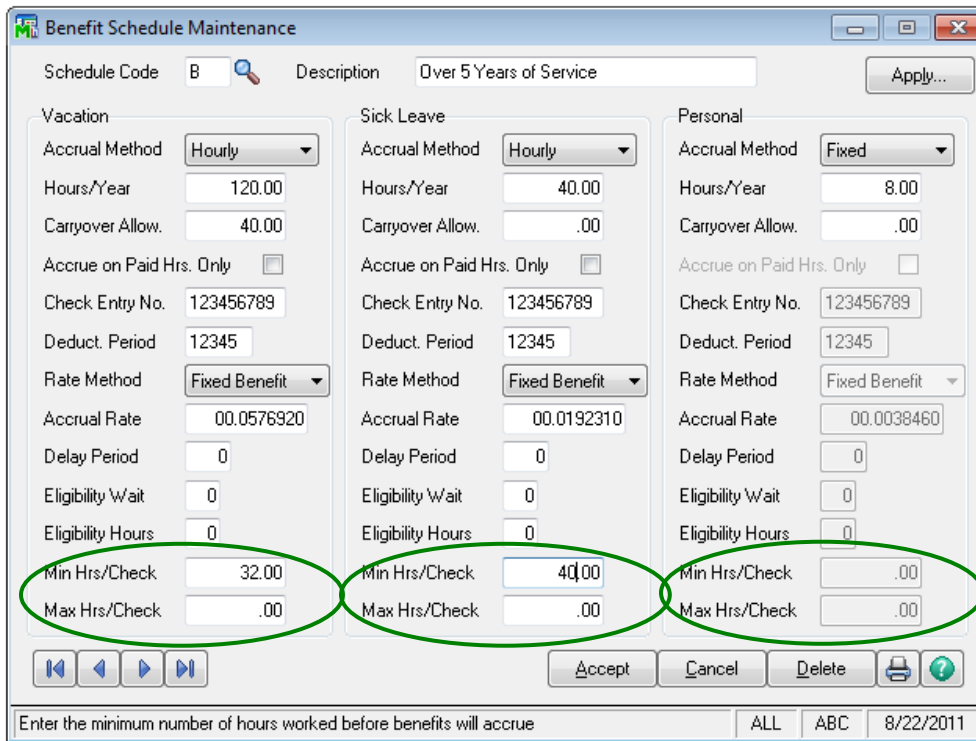 Benefit Schedule Maintenance
Schedule Code B Description Over 5 Years of Service Apply...
Vacation Sick Leave Personal
Accrual Method Hourly Accrual Method Hourly Accrual Method Fixed
Hours/Year 120.00 Hours/Year 40.00 Hours/Year 8.00
Carryover Allow. 40.00 Carryover Allow. .00 Carryover Allow. .00
Accrue on Paid Hrs. Only Accrue on Paid Hrs. Only Accrue on Paid Hrs. Only
Check Entry No. 123456789 Check Entry No. 123456789 Check Entry No. 123456789
Deduct. Period 12345 Deduct. Period 12345 Deduct. Period 12345
Rate Method Fixed Benefit Rate Method Fixed Benefit Rate Method Fixed Benefit
Accrual Rate 00.0576920 Accrual Rate 00.0192310 Accrual Rate 00.0038460
Delay Period 0 Delay Period 0 Delay Period 0
Eligibility Wait 0 Eligibility Wait 0 Eligibility Wait 0
Eligibility Hours 0 Eligibility Hours 0 Eligibility Hours 0
Min Hrs/Check 32.00 Min Hrs/Check 40.00 Min Hrs/Check .00
Max Hrs/Check .00 Max Hrs/Check .00 Max Hrs/Check .00
Accept Cancel Delete
Enter the minimum number of hours worked before benefits will accrue ALL ABC 8/22/2011